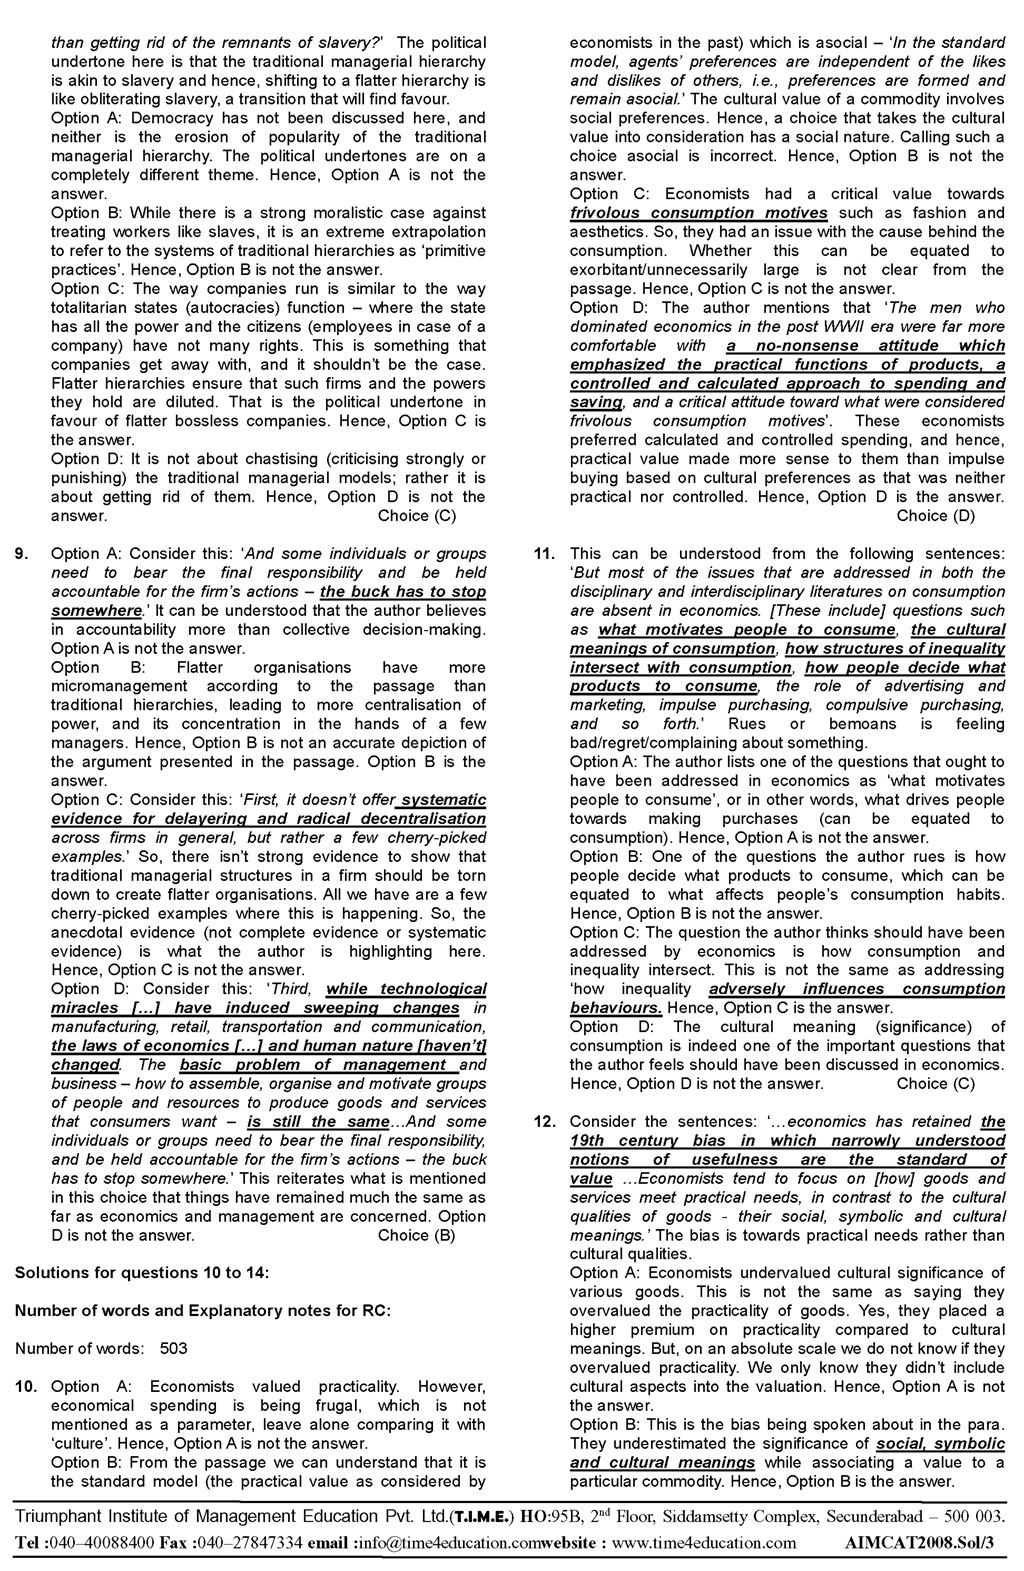 than getting rid of the remnants of slavery?' The political
undertone here is that the traditional managerial hierarchy
is akin to slavery and hence, shifting to a flatter hierarchy is
like obliterating slavery, a transition that will find favour.
Option A: Democracy has not been discussed here, and
neither is the erosion of popularity of the traditional
managerial hierarchy. The political undertones are on a
completely different theme. Hence, Option A is not the
answer.
Option B: While there is a strong moralistic case against
treating workers like slaves, it is an extreme extrapolation
to refer to the systems of traditional hierarchies as 'primitive
practices'. Hence, Option B is not the answer.
Option C: The way companies run is similar to the way
totalitarian states (autocracies) function – where the state
has all the power and the citizens (employees in case of a
company) have not many rights. This is something that
companies get away with, and it shouldn't be the case.
Flatter hierarchies ensure that such firms and the powers
they hold are diluted. That is the political undertone in
favour of flatter bossless companies. Hence, Option C is
the answer.
Option D: It is not about chastising (criticising strongly or
punishing) the traditional managerial models; rather it is
about getting rid of them. Hence, Option D is not the
answer. Choice (C)
9. Option A: Consider this: 'And some individuals or groups
need to bear the final responsibility and be held
accountable for the firm's actions – the buck has to stop
somewhere.' It can be understood that the author believes
in accountability more than collective decision-making.
Option A is not the answer.
Option B: Flatter organisations have more
micromanagement according to the passage than
traditional hierarchies, leading to more centralisation of
power, and its concentration in the hands of a few
managers. Hence, Option B is not an accurate depiction of
the argument presented in the passage. Option B is the
answer.
Option C: Consider this: 'First, it doesn't offer systematic
evidence for delayering and radical decentralisation
across firms in general, but rather a few cherry-picked
examples.' So, there isn't strong evidence to show that
traditional managerial structures in a firm should be torn
down to create flatter organisations. All we have are a few
cherry-picked examples where this is happening. So, the
anecdotal evidence (not complete evidence or systematic
evidence) is what the author is highlighting here.
Hence, Option C is not the answer.
Option D: Consider this: 'Third, while technological
miracles [...] have induced sweeping changes in
manufacturing, retail, transportation and communication,
the laws of economics [...] and human nature [haven't]
changed. The basic problem of management and
business – how to assemble, organise and motivate groups
of people and resources to produce goods and services
that consumers want – is still the same…And some
individuals or groups need to bear the final responsibility,
and be held accountable for the firm's actions – the buck
has to stop somewhere.' This reiterates what is mentioned
in this choice that things have remained much the same as
far as economics and management are concerned. Option
D is not the answer. Choice (B)
Solutions for questions 10 to 14:
Number of words and Explanatory notes for RC:
Number of words: 503
10. Option A: Economists valued practicality. However,
economical spending is being frugal, which is not
mentioned as a parameter, leave alone comparing it with
'culture'. Hence, Option A is not the answer.
Option B: From the passage we can understand that it is
the standard model (the practical value as considered by
economists in the past) which is asocial – 'In the standard
model, agents' preferences are independent of the likes
and dislikes of others, i.e., preferences are formed and
remain asocial.' The cultural value of a commodity involves
social preferences. Hence, a choice that takes the cultural
value into consideration has a social nature. Calling such a
choice asocial is incorrect. Hence, Option B is not the
answer.
Option C: Economists had a critical value towards
frivolous consumption motives such as fashion and
aesthetics. So, they had an issue with the cause behind the
consumption. Whether this can be equated to
exorbitant/unnecessarily large is not clear from the
passage. Hence, Option C is not the answer.
Option D: The author mentions that 'The men who
dominated economics in the post WWII era were far more
comfortable with a no-nonsense attitude which
emphasized the practical functions of products, a
controlled and calculated approach to spending and
saving, and a critical attitude toward what were considered
frivolous consumption motives'. These economists
preferred calculated and controlled spending, and hence,
practical value made more sense to them than impulse
buying based on cultural preferences as that was neither
practical nor controlled. Hence, Option D is the answer.
Choice (D)
11. This can be understood from the following sentences:
'But most of the issues that are addressed in both the
disciplinary and interdisciplinary literatures on consumption
are absent in economics. [These include] questions such
as what motivates people to consume, the cultural
meanings of consumption, how structures of inequality
intersect with consumption, how people decide what
products to consume, the role of advertising and
marketing, impulse purchasing, compulsive purchasing,
and so forth.' Rues or bemoans is feeling
bad/regret/complaining about something.
Option A: The author lists one of the questions that ought to
have been addressed in economics as 'what motivates
people to consume', or in other words, what drives people
towards making purchases (can be equated to
consumption). Hence, Option A is not the answer.
Option B: One of the questions the author rues is how
people decide what products to consume, which can be
equated to what affects people's consumption habits.
Hence, Option B is not the answer.
Option C: The question the author thinks should have been
addressed by economics is how consumption and
inequality intersect. This is not the same as addressing
'how inequality adversely influences consumption
behaviours. Hence, Option C is the answer.
Option D: The cultural meaning (significance) of
consumption is indeed one of the important questions that
the author feels should have been discussed in economics.
Hence, Option D is not the answer. Choice (C)
12. Consider the sentences: '…economics has retained the
19th century bias in which narrowly understood
notions of usefulness are the standard of
value …Economists tend to focus on [how] goods and
services meet practical needs, in contrast to the cultural
qualities of goods - their social, symbolic and cultural
meanings.' The bias is towards practical needs rather than
cultural qualities.
Option A: Economists undervalued cultural significance of
various goods. This is not the same as saying they
overvalued the practicality of goods. Yes, they placed a
higher premium on practicality compared to cultural
meanings. But, on an absolute scale we do not know if they
overvalued practicality. We only know they didn't include
cultural aspects into the valuation. Hence, Option A is not
the answer.
Option B: This is the bias being spoken about in the para.
They underestimated the significance of social, symbolic
and cultural meanings while associating a value to a
particular commodity. Hence, Option B is the answer.
Triumphant Institute of Management Education Pvt. Ltd.(T.I.M.E.) HO:95B, 2nd Floor, Siddamsetty Complex, Secunderabad – 500 003.
Tel :040–40088400 Fax :040–27847334 email :info@time4education.comwebsite : www.time4education.com AIMCAT2008.Sol/3